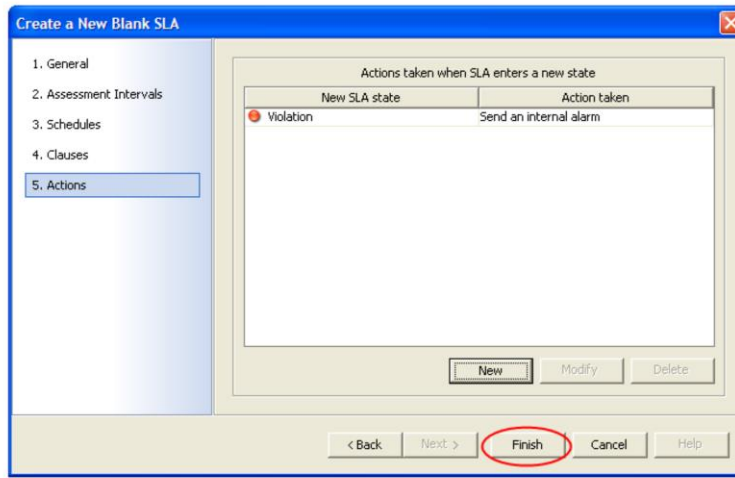 Create a New Blank SLA
1. General
2. Assessment Intervals
3. Schedules
4. Clauses
5. Actions
Actions taken when SLA enters a new state
New SLA state Action taken
Violation Send an internal alarm
New Modify Delete
< Back Next > Finish Cancel Help